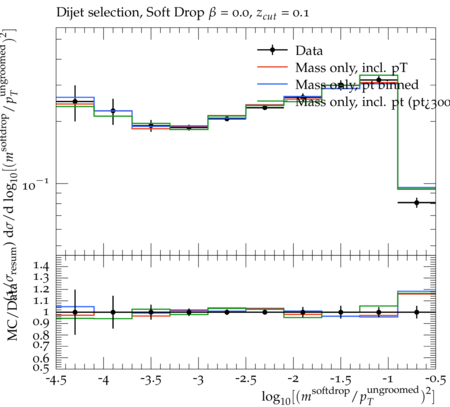 Dijet selection, Soft Drop β = 0.0, z_cut = 0.1
(1/σ_resum) dσ/d log₁₀[(m^softdrop/p_T^ungroomed)²]
Data
Mass only, incl. pT
Mass only, pt binned
Mass only, incl. pt (pt¿300
10⁻¹
MC/Data
1.4
1.3
1.2
1.1
1
0.9
0.8
0.7
0.6
0.5
-4.5 -4 -3.5 -3 -2.5 -2 -1.5 -1 -0.5
log₁₀[(m^softdrop/p_T^ungroomed)²]